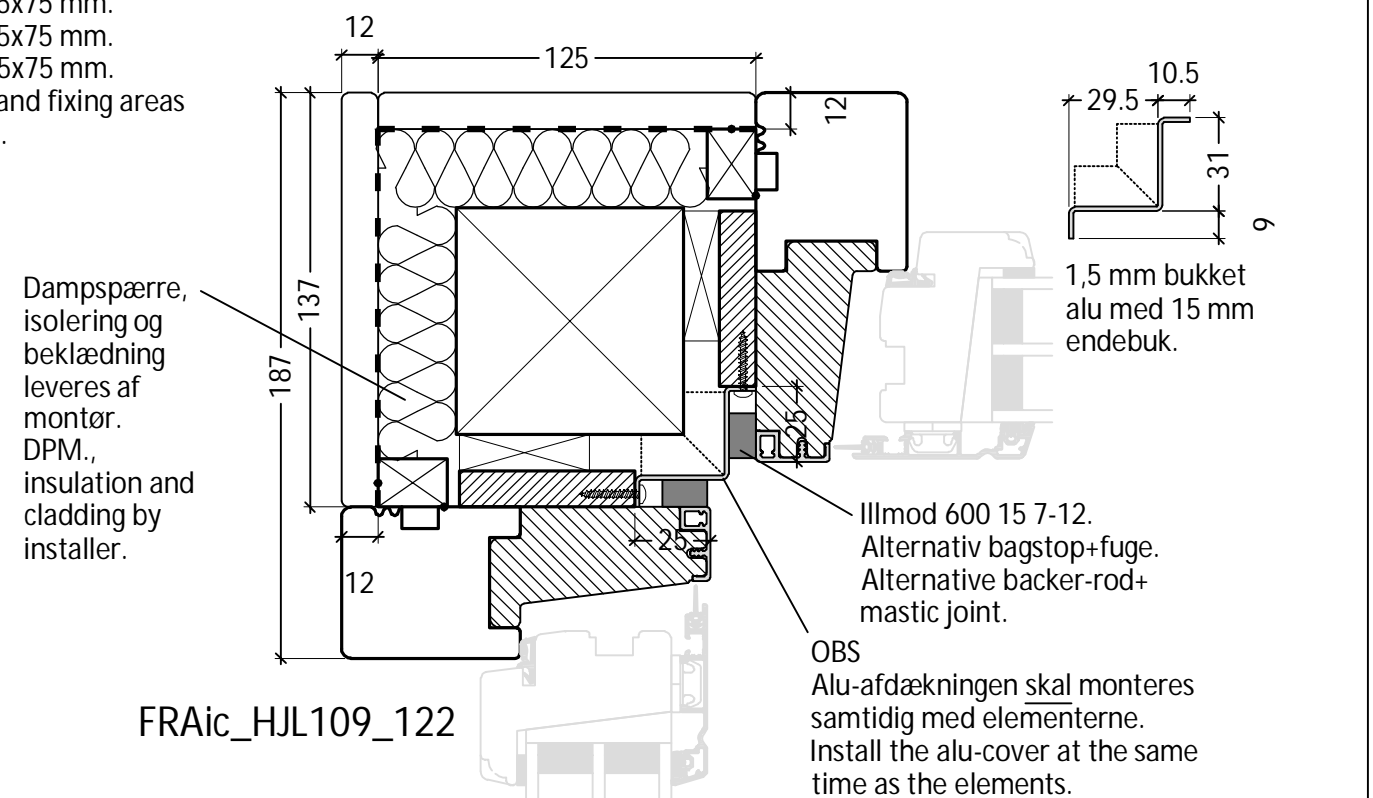 5x75 mm.
5x75 mm.
and fixing areas
.
12
125
12
137
187
12
25
25
10.5
29.5
31
9
1,5 mm bukket
alu med 15 mm
endebuk.
Dampspærre,
isolering og
beklædning
leveres af
montør.
DPM.,
insulation and
cladding by
installer.
Illmod 600 15 7-12.
Alternativ bagstop+fuge.
Alternative backer-rod+
mastic joint.
OBS
Alu-afdækningen skal monteres
samtidig med elementerne.
Install the alu-cover at the same
time as the elements.
FRAic_HJL109_122